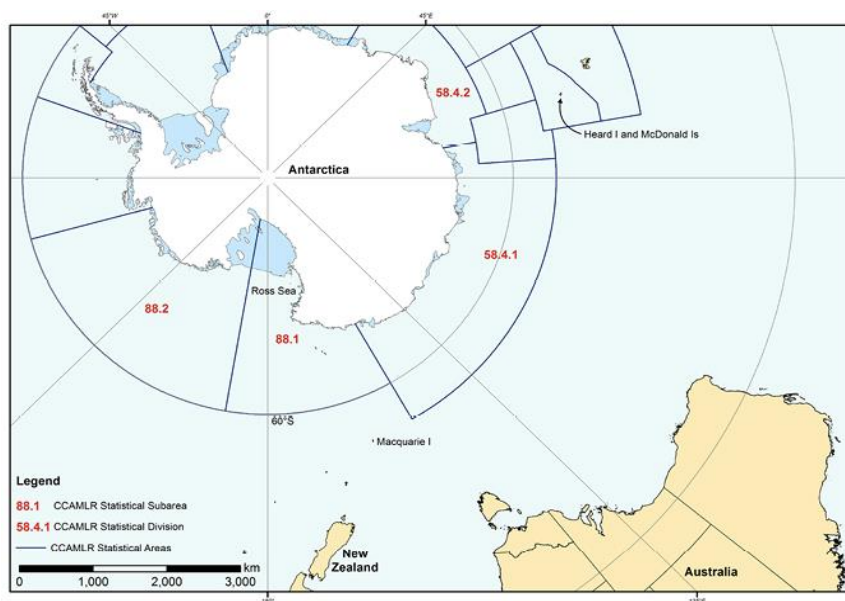 45°W
0°
45°E
58.4.2
Heard I and McDonald Is
Antarctica
58.4.1
Ross Sea
88.2
88.1
60°S
Macquarie I
Legend
88.1 CCAMLR Statistical Subarea
58.4.1 CCAMLR Statistical Division
CCAMLR Statistical Areas
km
0 1,000 2,000 3,000
New
Zealand
Australia